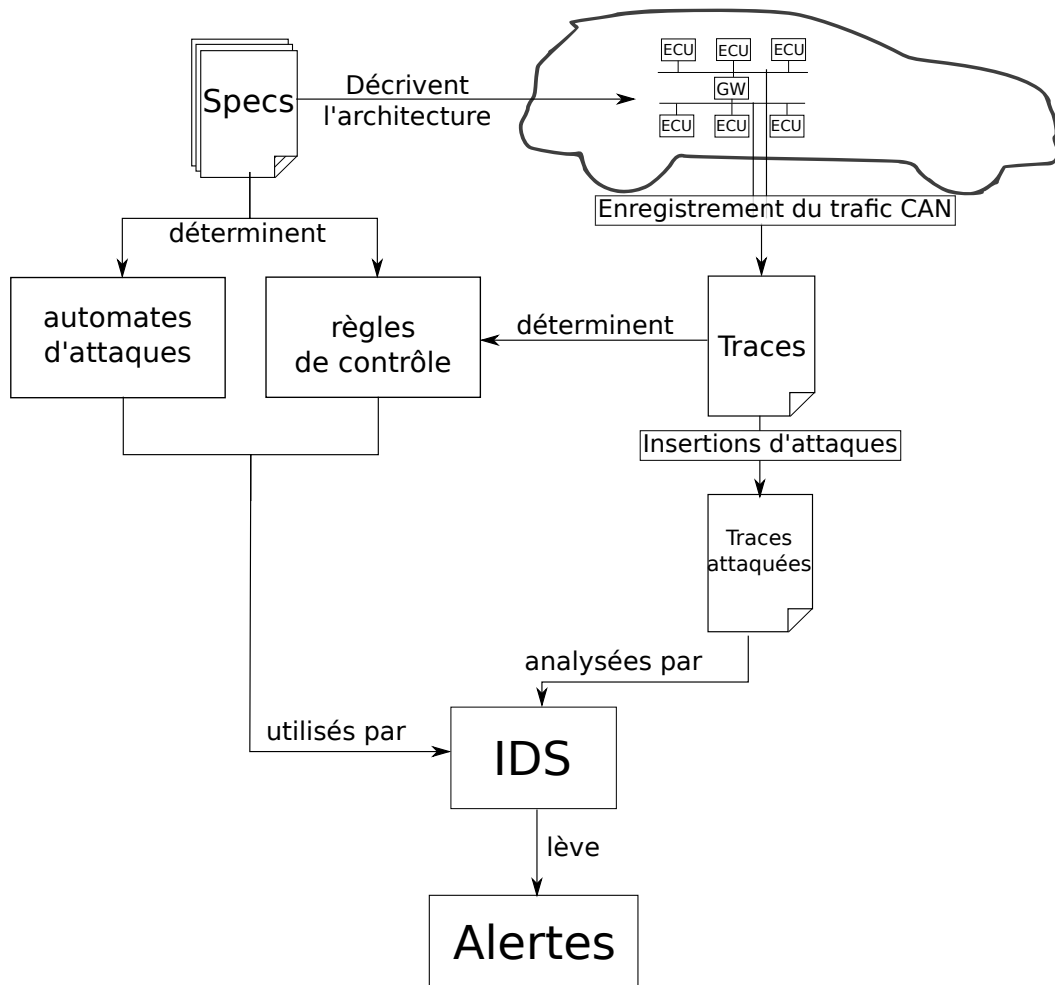 ECU
ECU
ECU
Specs
Décrivent
l'architecture
GW
ECU
ECU
ECU
Enregistrement du trafic CAN
déterminent
automates
d'attaques
règles
de contrôle
déterminent
Traces
Insertions d'attaques
Traces
attaquées
analysées par
utilisés par
IDS
lève
Alertes